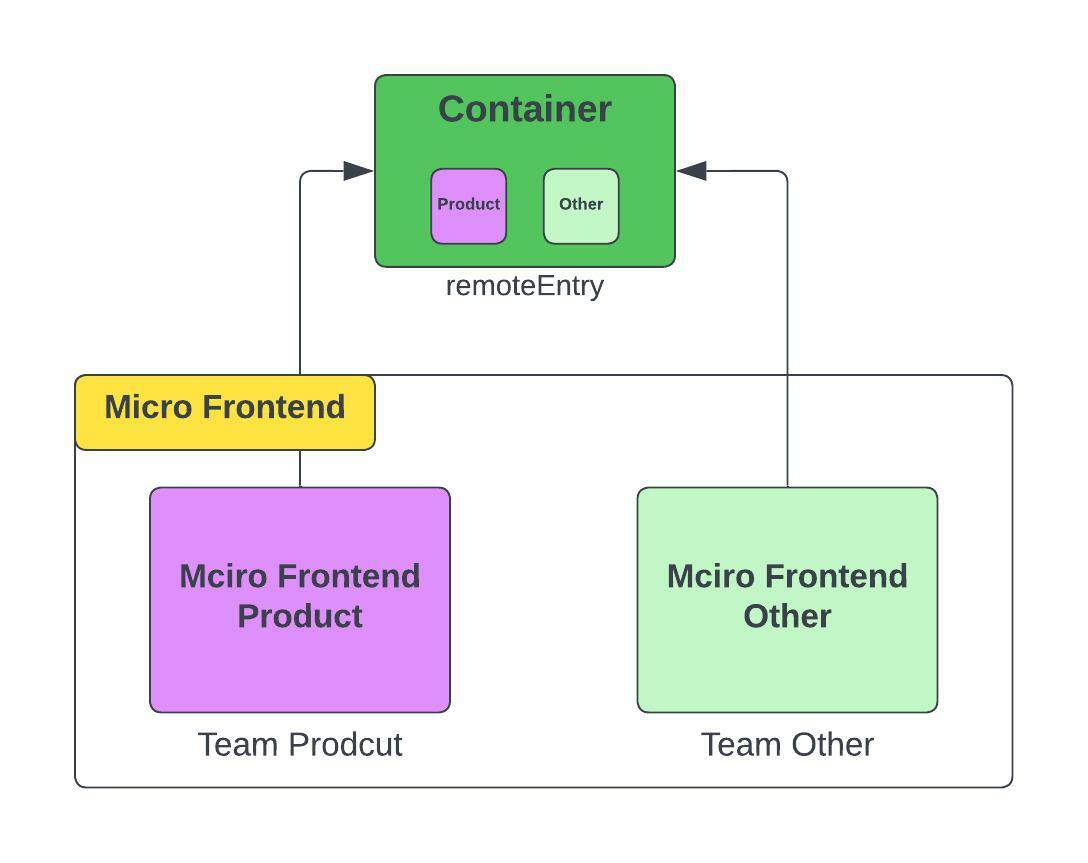 Container
Product
Other
remoteEntry
Micro Frontend
Mciro Frontend
Product
Mciro Frontend
Other
Team Prodcut
Team Other